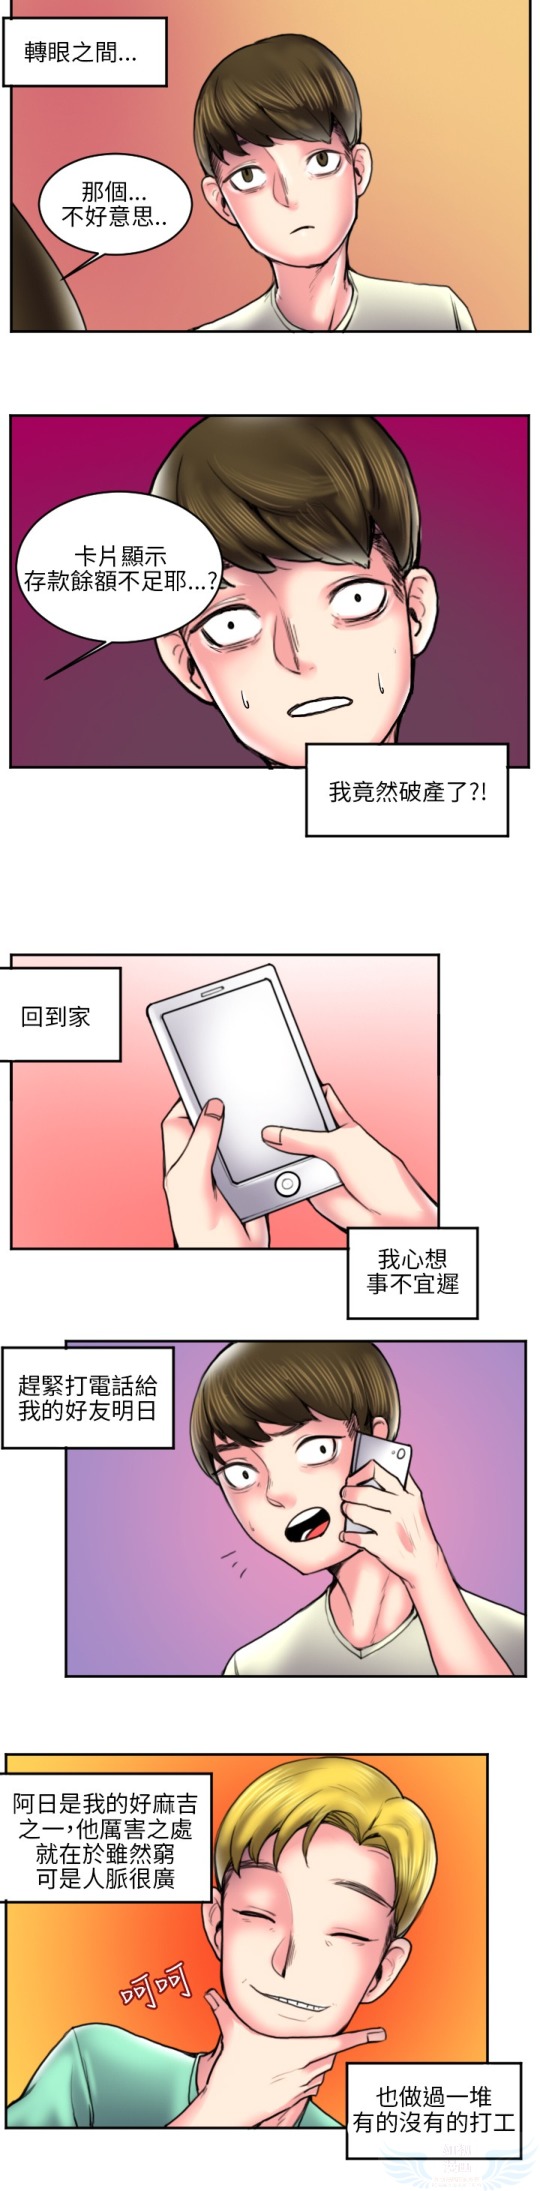 轉眼之間...
那個...
不好意思..
卡片顯示
存款餘額不足耶...?
我竟然破產了?!
回到家
我心想
事不宜遲
趕緊打電話給
我的好友明日
阿日是我的好麻吉
之一,他厲害之處
就在於雖然窮
可是人脈很廣
呵呵
也做過一堆
有的沒有的打工